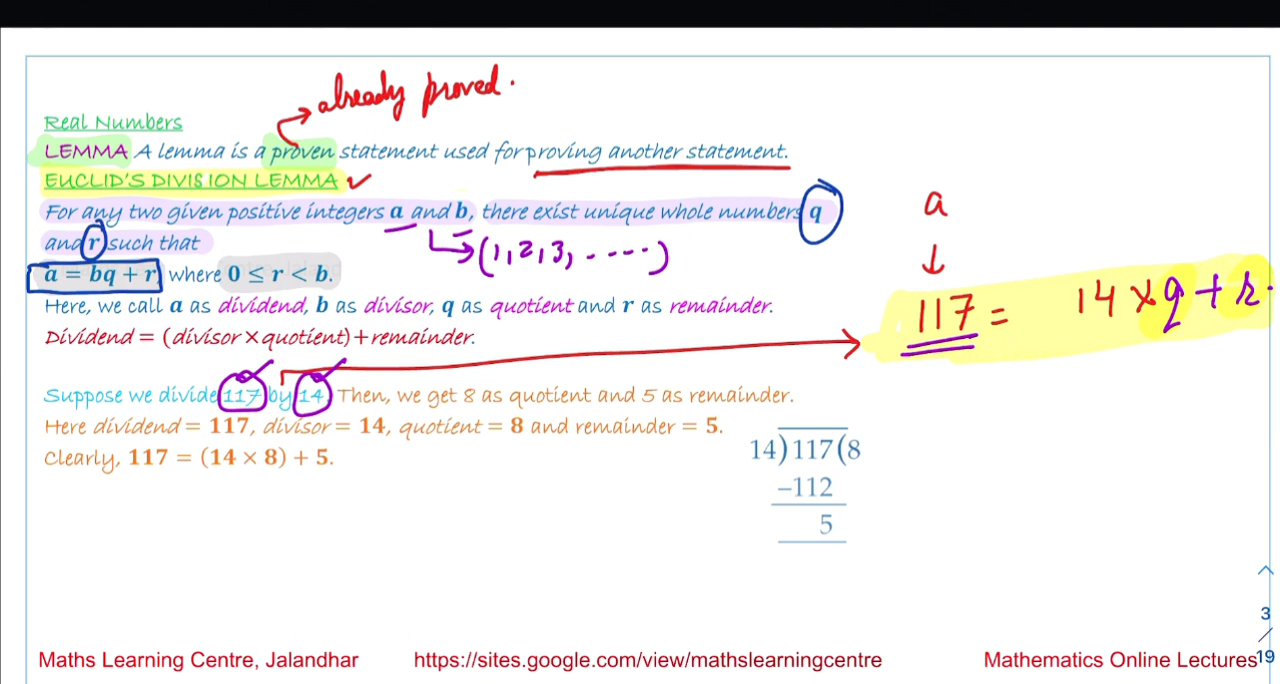 already proved.
Real Numbers
LEMMA A lemma is a proven statement used for proving another statement.
EUCLID'S DIVISION LEMMA
For any two given positive integers a and b, there exist unique whole numbers q
and r such that
(1, 2, 3, .....)
a = bq + r, where 0 ≤ r < b.
Here, we call a as dividend, b as divisor, q as quotient and r as remainder.
Dividend = (divisor × quotient) + remainder.
a
117 = 14 × q + r.
Suppose we divide 117 by 14. Then, we get 8 as quotient and 5 as remainder.
Here dividend = 117, divisor = 14, quotient = 8 and remainder = 5.
Clearly, 117 = (14 × 8) + 5.
14)117(8
–112
5
3
/
19
Maths Learning Centre, Jalandhar
https://sites.google.com/view/mathslearningcentre
Mathematics Online Lectures